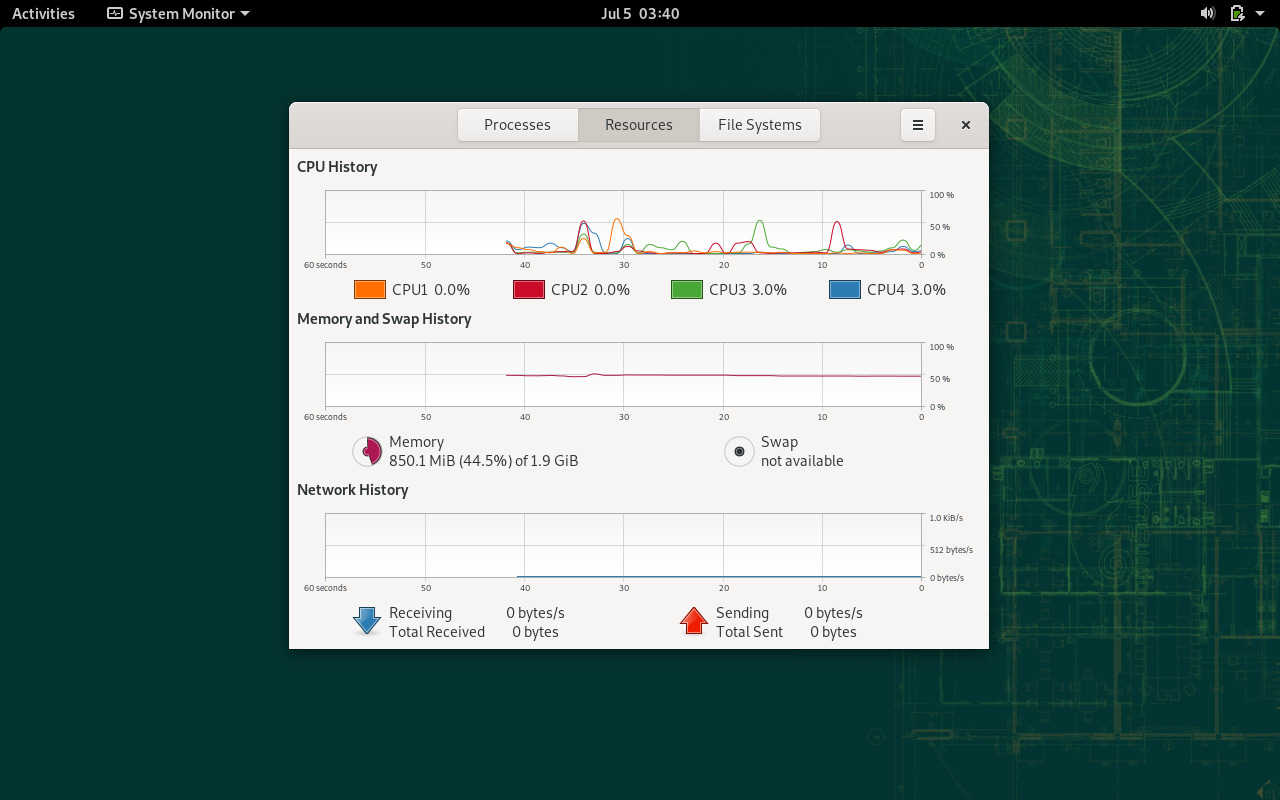 Activities System Monitor Jul 5 03:40
Processes Resources File Systems
CPU History
100 %
50 %
0 %
60 seconds 50 40 30 20 10 0
CPU1 0.0% CPU2 0.0% CPU3 3.0% CPU4 3.0%
Memory and Swap History
100 %
50 %
0 %
60 seconds 50 40 30 20 10 0
Memory Swap
850.1 MiB (44.5%) of 1.9 GiB not available
Network History
1.0 KiB/s
512 bytes/s
0 bytes/s
60 seconds 50 40 30 20 10 0
Receiving 0 bytes/s Sending 0 bytes/s
Total Received 0 bytes Total Sent 0 bytes